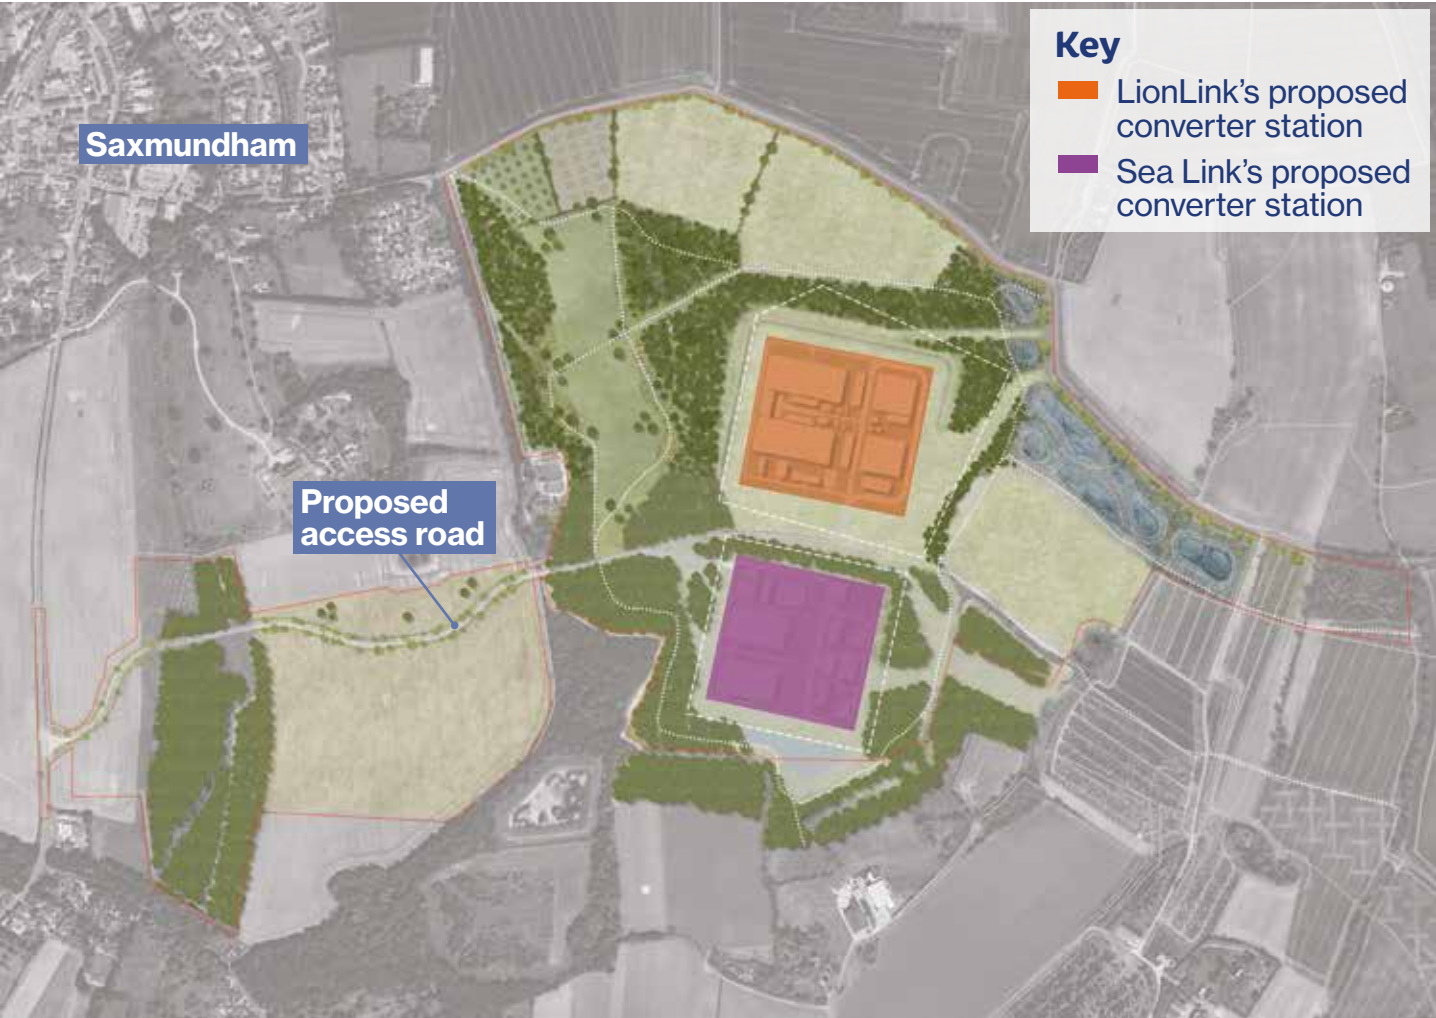 Key
LionLink’s proposed
converter station
Sea Link’s proposed
converter station
Saxmundham
Proposed
access road